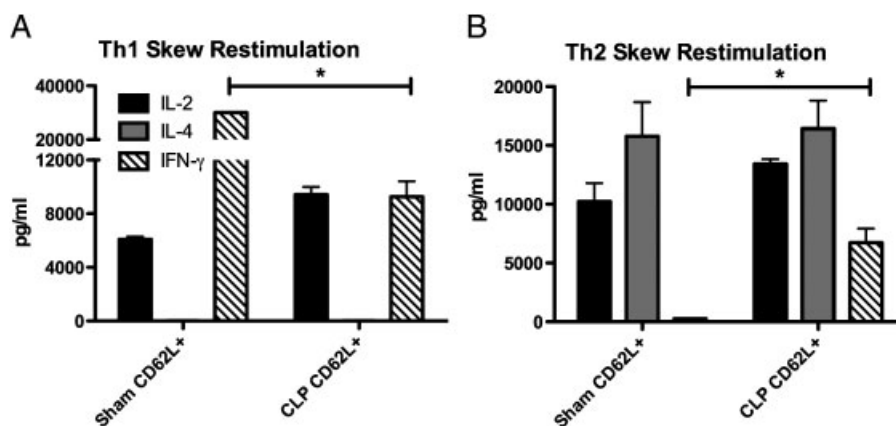 A
Th1 Skew Restimulation
*
40000
20000
12000
8000
4000
0
pg/ml
IL-2
IL-4
IFN-γ
Sham CD62L+
CLP CD62L+
B
Th2 Skew Restimulation
*
20000
15000
10000
5000
0
pg/ml
Sham CD62L+
CLP CD62L+